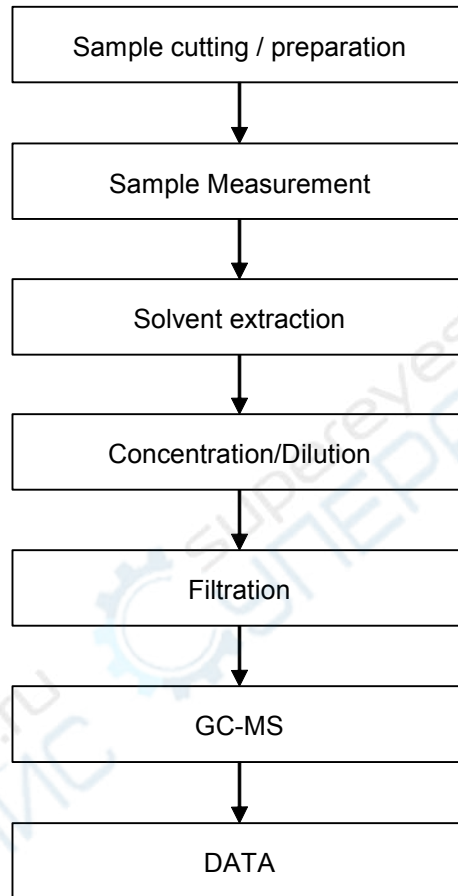 Sample cutting / preparation
Sample Measurement
Solvent extraction
Concentration/Dilution
Filtration
GC-MS
DATA